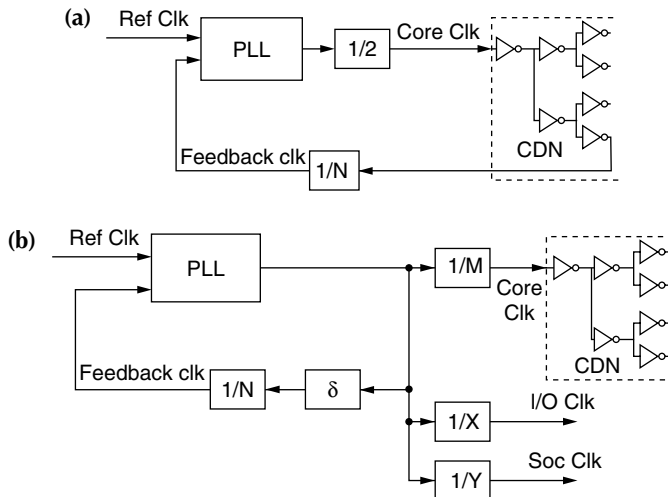 (a)
Ref Clk
PLL
1/2
Core Clk
CDN
Feedback clk
1/N
(b)
Ref Clk
PLL
1/M
Core
Clk
CDN
Feedback clk
1/N
δ
1/X
I/O Clk
1/Y
Soc Clk